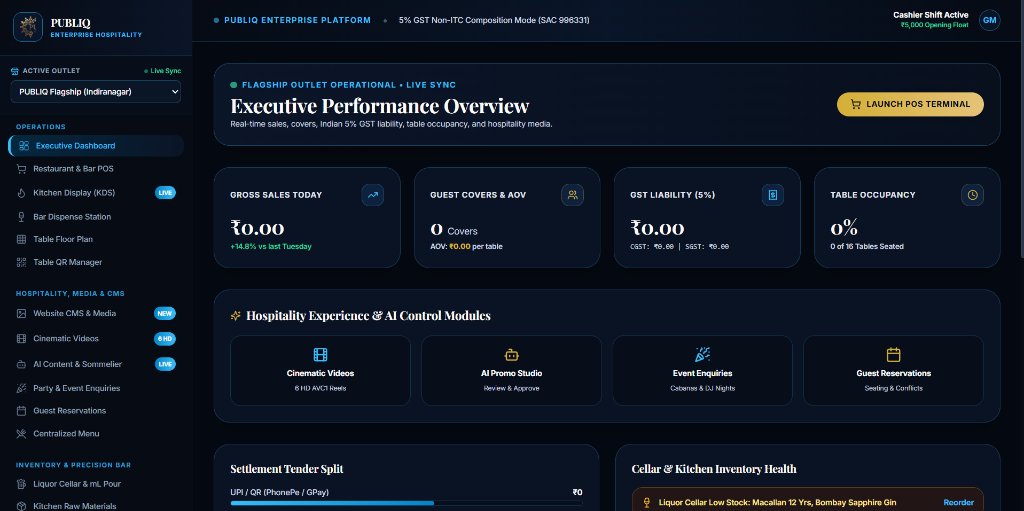 PUBLIQ
ENTERPRISE HOSPITALITY
ACTIVE OUTLET
Live Sync
PUBLIQ Flagship (Indiranagar)
OPERATIONS
Executive Dashboard
Restaurant & Bar POS
Kitchen Display (KDS) LIVE
Bar Dispense Station
Table Floor Plan
Table QR Manager
HOSPITALITY, MEDIA & CMS
Website CMS & Media NEW
Cinematic Videos 6 HD
AI Content & Sommelier LIVE
Party & Event Enquiries
Guest Reservations
Centralized Menu
INVENTORY & PRECISION BAR
Liquor Cellar & mL Pour
Kitchen Raw Materials
PUBLIQ ENTERPRISE PLATFORM
5% GST Non-ITC Composition Mode (SAC 996331)
Cashier Shift Active
₹5,000 Opening Float
GM
FLAGSHIP OUTLET OPERATIONAL • LIVE SYNC
Executive Performance Overview
Real-time sales, covers, Indian 5% GST liability, table occupancy, and hospitality media.
LAUNCH POS TERMINAL
GROSS SALES TODAY
₹0.00
+14.8% vs last Tuesday
GUEST COVERS & AOV
0 Covers
AOV: ₹0.00 per table
GST LIABILITY (5%)
₹0.00
CGST: ₹0.00 | SGST: ₹0.00
TABLE OCCUPANCY
0%
0 of 16 Tables Seated
Hospitality Experience & AI Control Modules
Cinematic Videos
6 HD AVC1 Reels
AI Promo Studio
Review & Approve
Event Enquiries
Cabanas & DJ Nights
Guest Reservations
Seating & Conflicts
Settlement Tender Split
UPI / QR (PhonePe / GPay) ₹0
Cellar & Kitchen Inventory Health
Liquor Cellar Low Stock: Macallan 12 Yrs, Bombay Sapphire Gin
Reorder